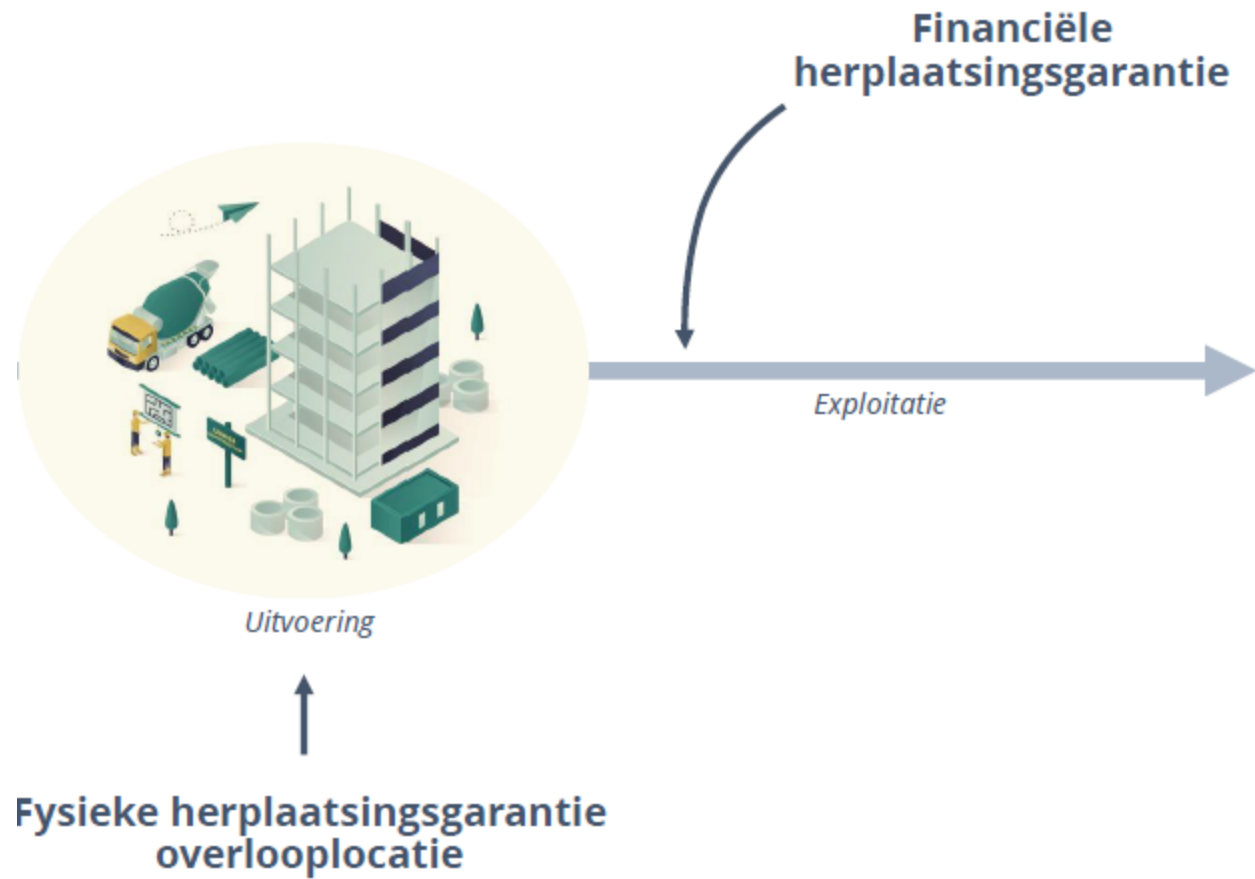 Financiële
herplaatsingsgarantie
Exploitatie
Uitvoering
Fysieke herplaatsingsgarantie
overlooplocatie